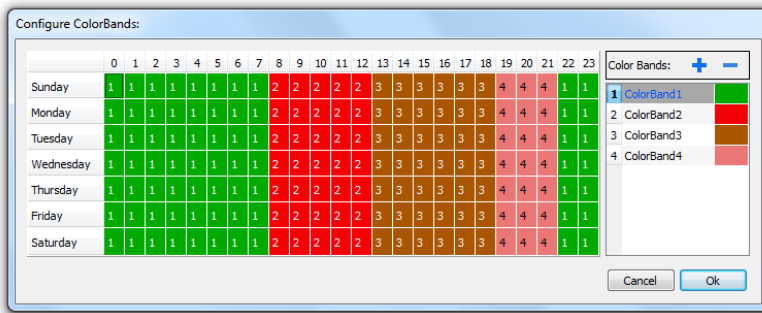 Configure ColorBands:
0 1 2 3 4 5 6 7 8 9 10 11 12 13 14 15 16 17 18 19 20 21 22 23
Sunday 1 1 1 1 1 1 1 1 2 2 2 2 2 3 3 3 3 3 3 4 4 4 1 1
Monday 1 1 1 1 1 1 1 1 2 2 2 2 2 3 3 3 3 3 3 4 4 4 1 1
Tuesday 1 1 1 1 1 1 1 1 2 2 2 2 2 3 3 3 3 3 3 4 4 4 1 1
Wednesday 1 1 1 1 1 1 1 1 2 2 2 2 2 3 3 3 3 3 3 4 4 4 1 1
Thursday 1 1 1 1 1 1 1 1 2 2 2 2 2 3 3 3 3 3 3 4 4 4 1 1
Friday 1 1 1 1 1 1 1 1 2 2 2 2 2 3 3 3 3 3 3 4 4 4 1 1
Saturday 1 1 1 1 1 1 1 1 2 2 2 2 2 3 3 3 3 3 3 4 4 4 1 1
Color Bands:
1 ColorBand1
2 ColorBand2
3 ColorBand3
4 ColorBand4
Cancel Ok